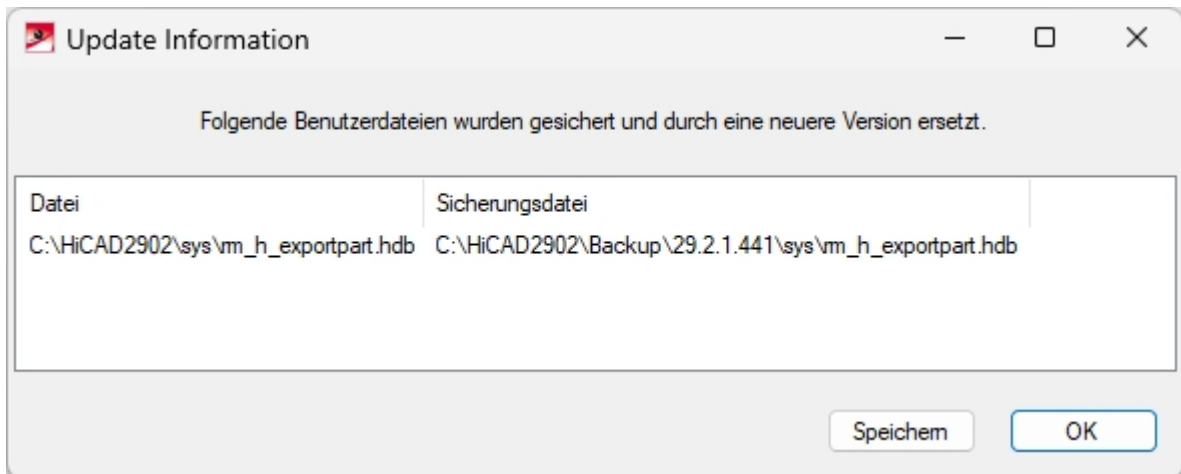 Update Information
Folgende Benutzerdateien wurden gesichert und durch eine neuere Version ersetzt.
Datei Sicherungsdatei
C:\HiCAD2902\sys\rm_h_exportpart.hdb C:\HiCAD2902\Backup\29.2.1.441\sys\rm_h_exportpart.hdb
Speichern OK